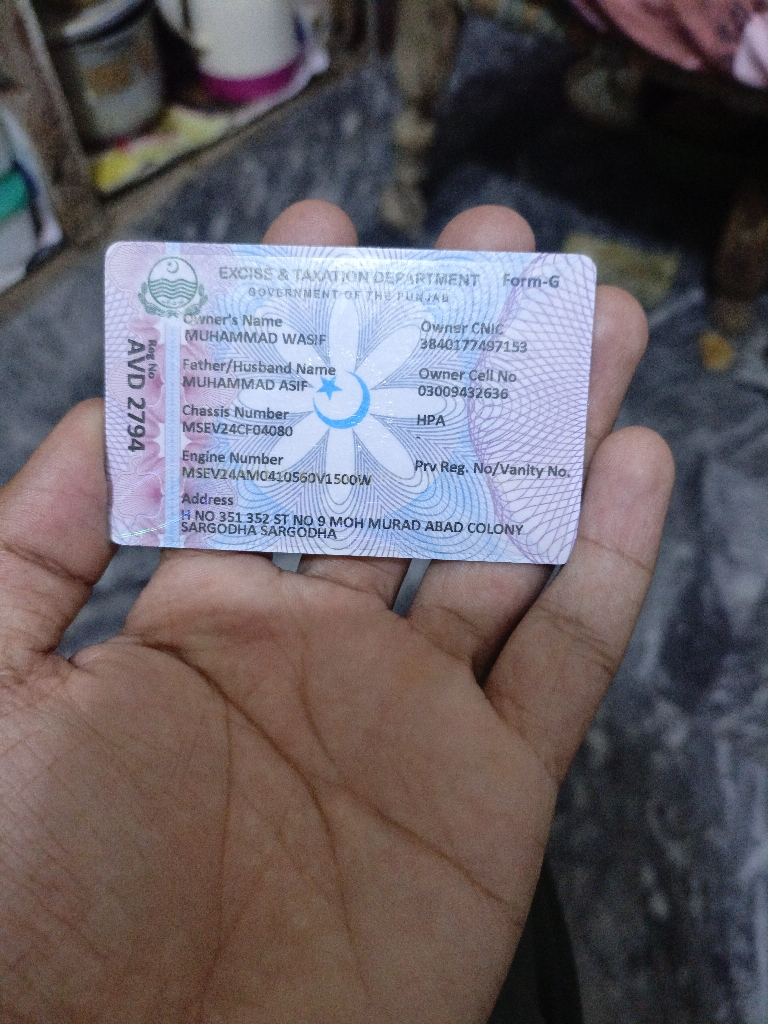 EXCISE & TAXATION DEPARTMENT Form-G
GOVERNMENT OF THE PUNJAB
Reg No
AVD 2794
Owner's Name
MUHAMMAD WASIF
Owner CNIC
3840177497153
Father/Husband Name
MUHAMMAD ASIF
Owner Cell No
03009432636
Chassis Number
MSEV24CF04080
HPA
-
Engine Number
MSEV24AM0410560V1500W
Prv Reg. No/Vanity No.
Address
H NO 351 352 ST NO 9 MOH MURAD ABAD COLONY
SARGODHA SARGODHA